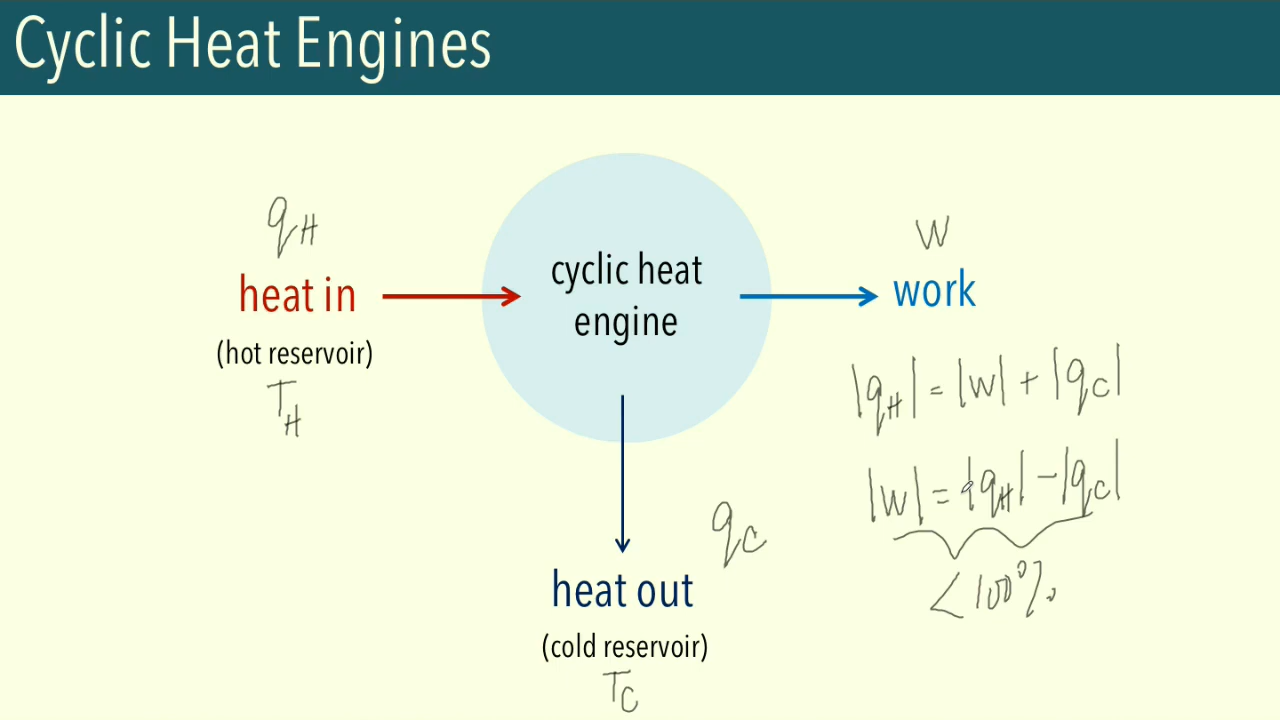 Cyclic Heat Engines
q_H
heat in
(hot reservoir)
T_H
cyclic heat
engine
w
work
|q_H| = |w| + |q_C|
|w| = |q_H| - |q_C|
< 100%
q_C
heat out
(cold reservoir)
T_C